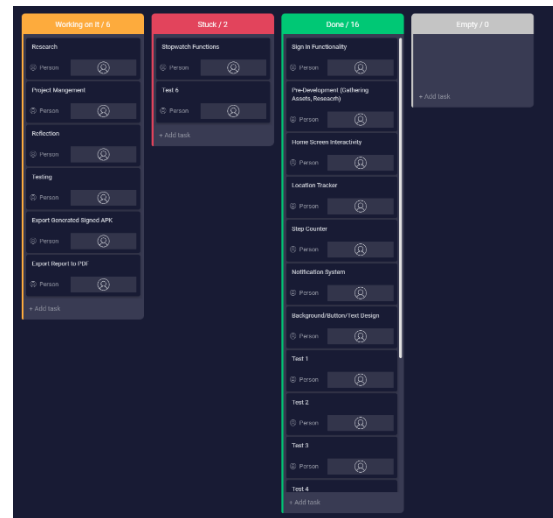 Working on it / 6
Research
Person
Project Mangement
Person
Reflection
Person
Testing
Person
Export Generated Signed APK
Person
Export Report to PDF
Person
+ Add task
Stuck / 2
Stopwatch Functions
Person
Test 6
Person
+ Add task
Done / 16
Sign In Functionality
Person
Pre-Development (Gathering
Assets, Reseacrh)
Person
Home Screen Interactivity
Person
Location Tracker
Person
Step Counter
Person
Notification System
Person
Background/Button/Text Design
Person
Test 1
Person
Test 2
Person
Test 3
Person
Test 4
+ Add task
Empty / 0
+ Add task